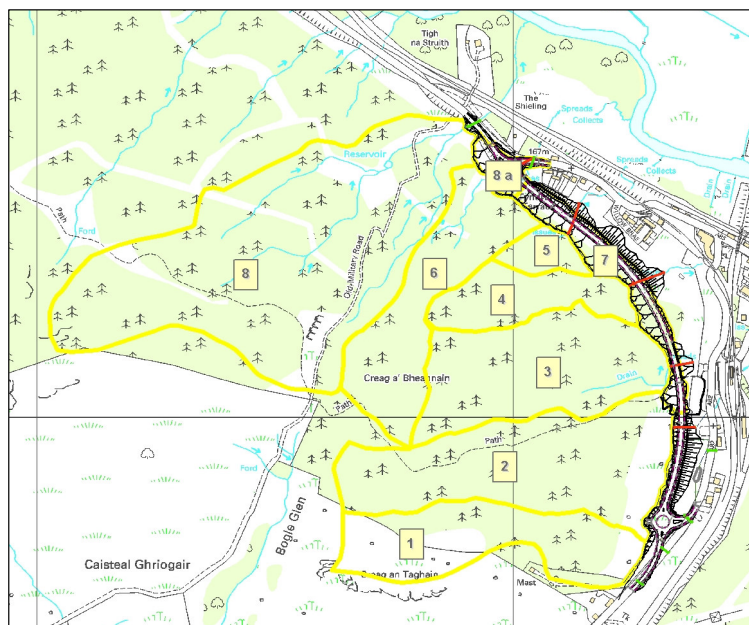 Tigh
na Struith
The
Shieling
Spreads
Collects
167m
Reservoir
Spreads
Collects
8 a
Drain
Path
Ford
Old Military Road
5
7
8
6
4
3
Creag a' Bheannain
Drain
Path
Path
2
Ford
Bogle Glen
1
Caisteal Ghriogair
Creag an Taghain
Mast